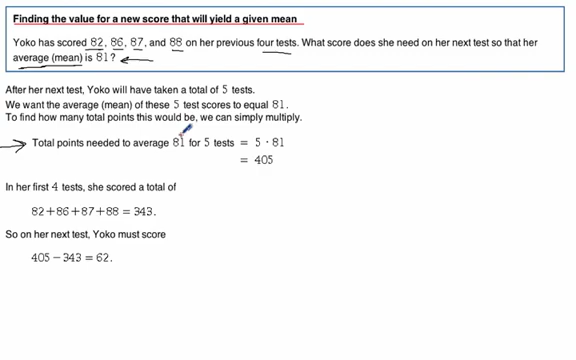 Finding the value for a new score that will yield a given mean
Yoko has scored 82, 86, 87, and 88 on her previous four tests. What score does she need on her next test so that her
average (mean) is 81?
After her next test, Yoko will have taken a total of 5 tests.
We want the average (mean) of these 5 test scores to equal 81.
To find how many total points this would be, we can simply multiply.
Total points needed to average 81 for 5 tests = 5 · 81
= 405
In her first 4 tests, she scored a total of
82+86+87+88 = 343.
So on her next test, Yoko must score
405 − 343 = 62.